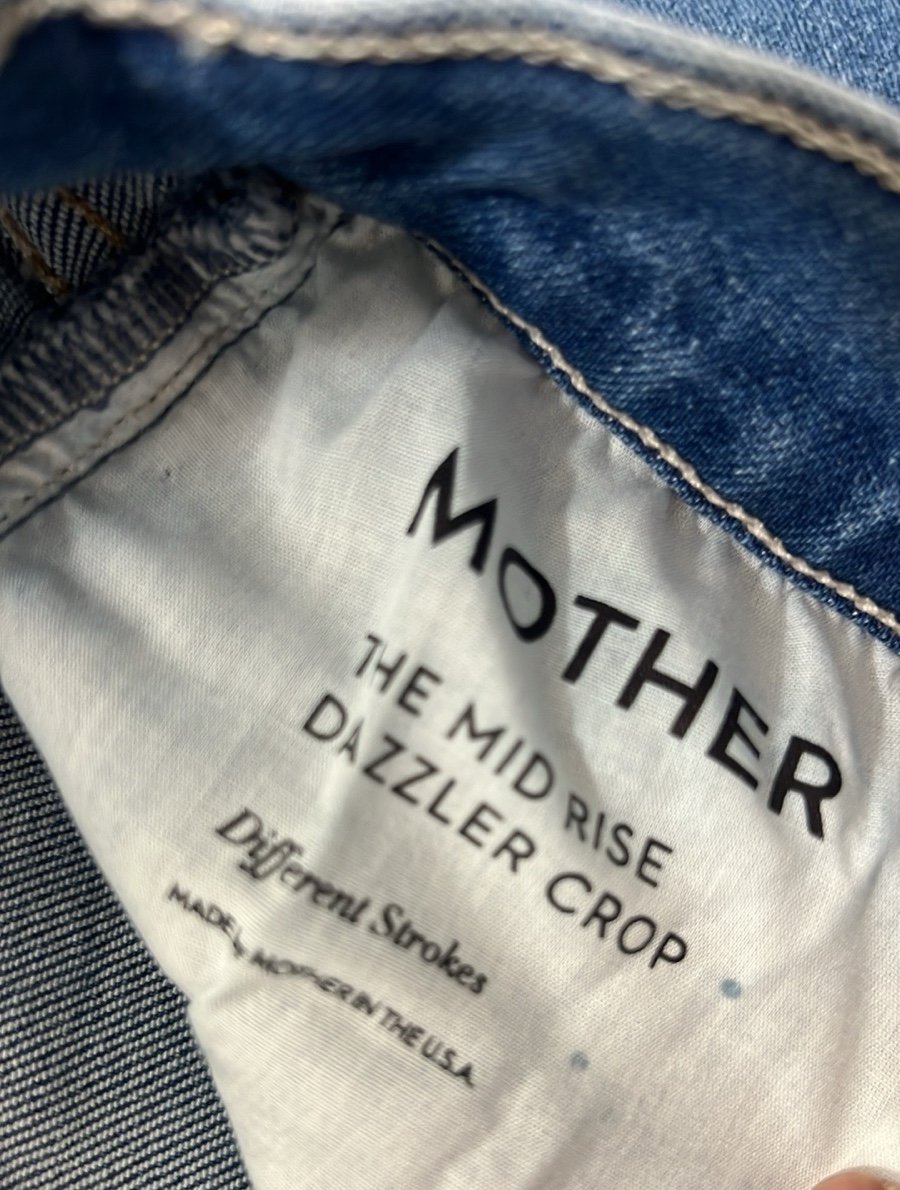 MOTHER
THE MID RISE
DAZZLER CROP
Different Strokes
MADE by MOTHER IN THE U.S.A.